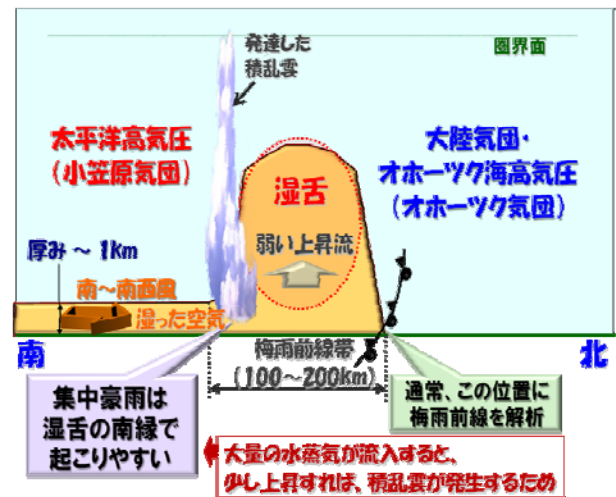 発達した
積乱雲
圏界面
太平洋高気圧
(小笠原気団)
大陸気団・
オホーツク海高気圧
(オホーツク気団)
湿舌
弱い上昇流
厚み ～ 1km
南～南西風
湿った空気
南
北
梅雨前線帯
(100～200km)
集中豪雨は
湿舌の南縁で
起こりやすい
通常、この位置に
梅雨前線を解析
大量の水蒸気が流入すると、
少し上昇すれば、積乱雲が発生するため